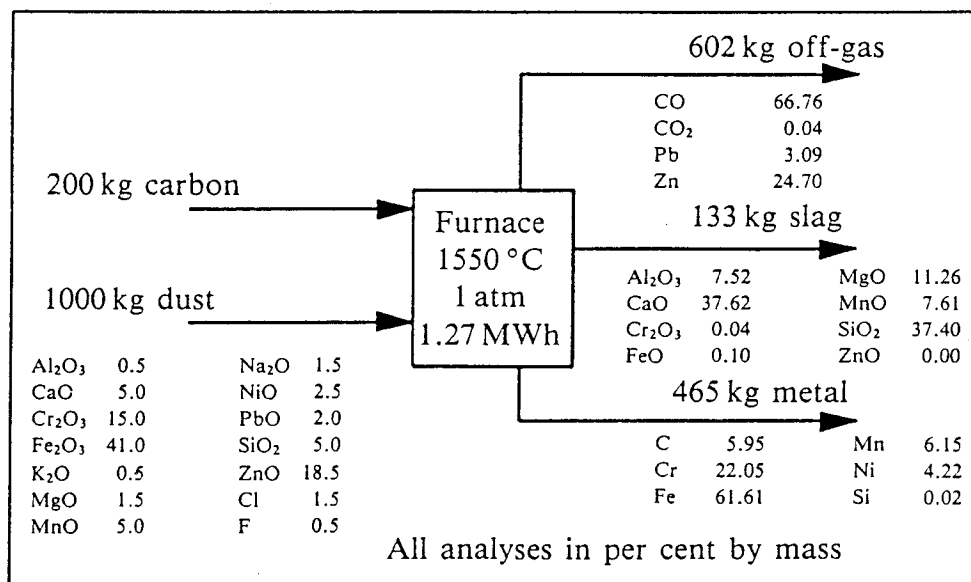 602 kg off-gas
CO 66.76
CO₂ 0.04
Pb 3.09
Zn 24.70
200 kg carbon
Furnace
1550 °C
1 atm
1.27 MWh
133 kg slag
Al₂O₃ 7.52 MgO 11.26
CaO 37.62 MnO 7.61
Cr₂O₃ 0.04 SiO₂ 37.40
FeO 0.10 ZnO 0.00
1000 kg dust
Al₂O₃ 0.5 Na₂O 1.5
CaO 5.0 NiO 2.5
Cr₂O₃ 15.0 PbO 2.0
Fe₂O₃ 41.0 SiO₂ 5.0
K₂O 0.5 ZnO 18.5
MgO 1.5 Cl 1.5
MnO 5.0 F 0.5
465 kg metal
C 5.95 Mn 6.15
Cr 22.05 Ni 4.22
Fe 61.61 Si 0.02
All analyses in per cent by mass